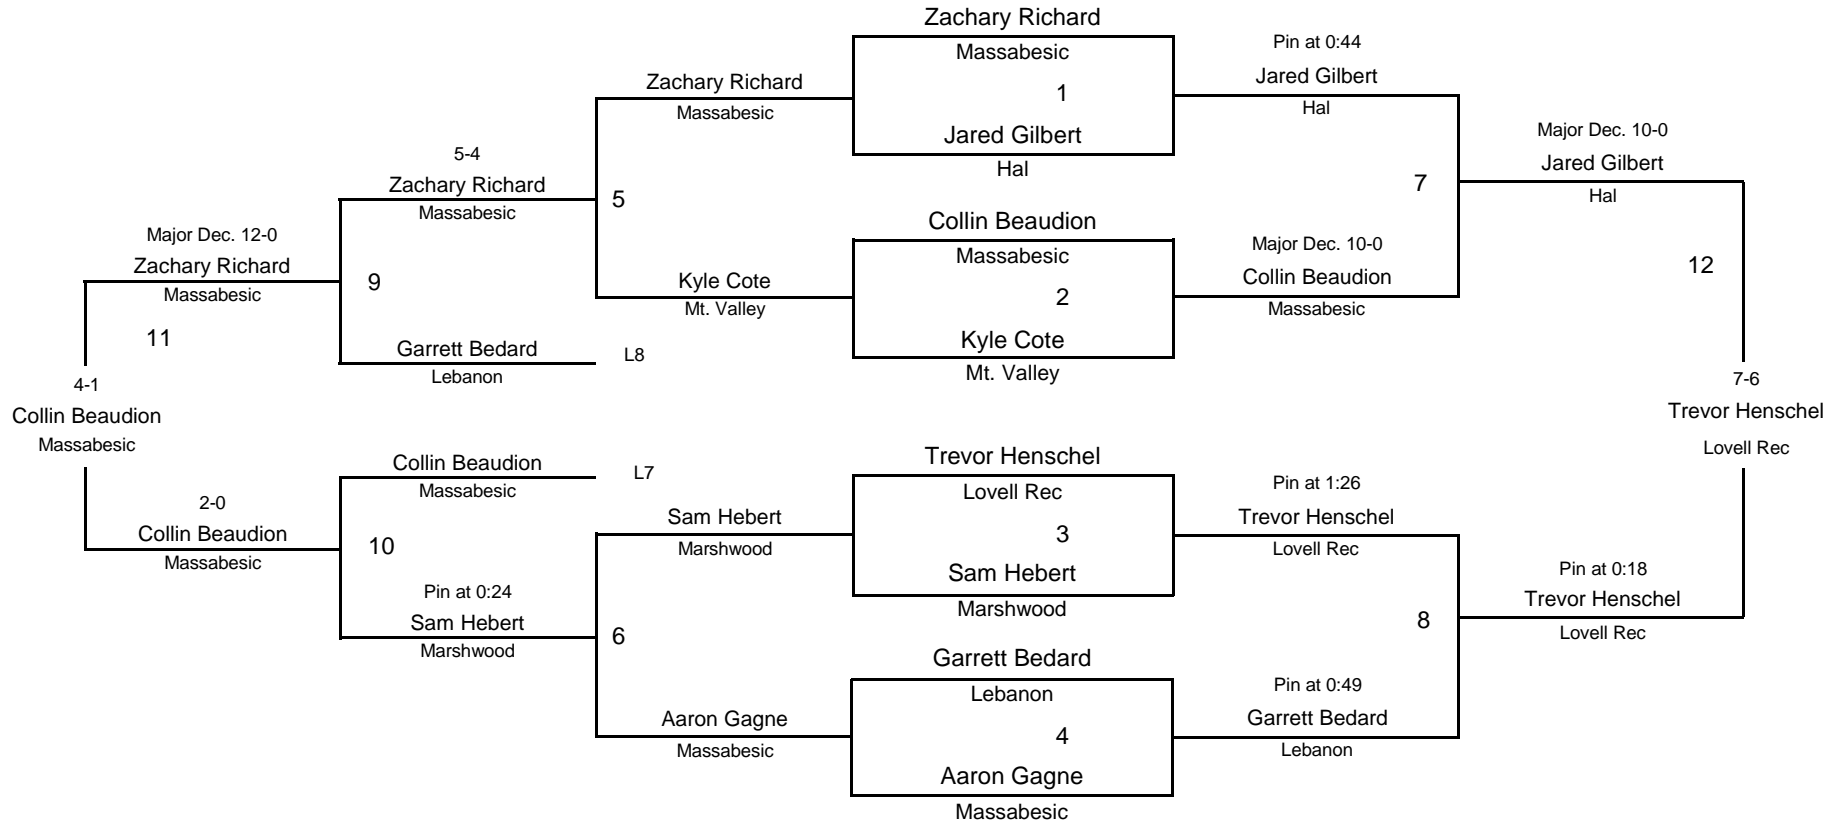 Zachary Richard
Massabesic
1
Jared Gilbert
Hal
Collin Beaudion
Massabesic
2
Kyle Cote
Mt. Valley
Trevor Henschel
Lovell Rec
3
Sam Hebert
Marshwood
Garrett Bedard
Lebanon
4
Aaron Gagne
Massabesic
Pin at 0:44
Jared Gilbert
Hal
7
Major Dec. 10-0
Collin Beaudion
Massabesic
Pin at 1:26
Trevor Henschel
Lovell Rec
8
Pin at 0:49
Garrett Bedard
Lebanon
Major Dec. 10-0
Jared Gilbert
Hal
12
7-6
Trevor Henschel
Lovell Rec
Pin at 0:18
Trevor Henschel
Lovell Rec
Zachary Richard
Massabesic
5
Kyle Cote
Mt. Valley
Sam Hebert
Marshwood
6
Aaron Gagne
Massabesic
5-4
Zachary Richard
Massabesic
9
Garrett Bedard
Lebanon
L8
Collin Beaudion
Massabesic
L7
10
Pin at 0:24
Sam Hebert
Marshwood
Major Dec. 12-0
Zachary Richard
Massabesic
11
4-1
Collin Beaudion
Massabesic
2-0
Collin Beaudion
Massabesic